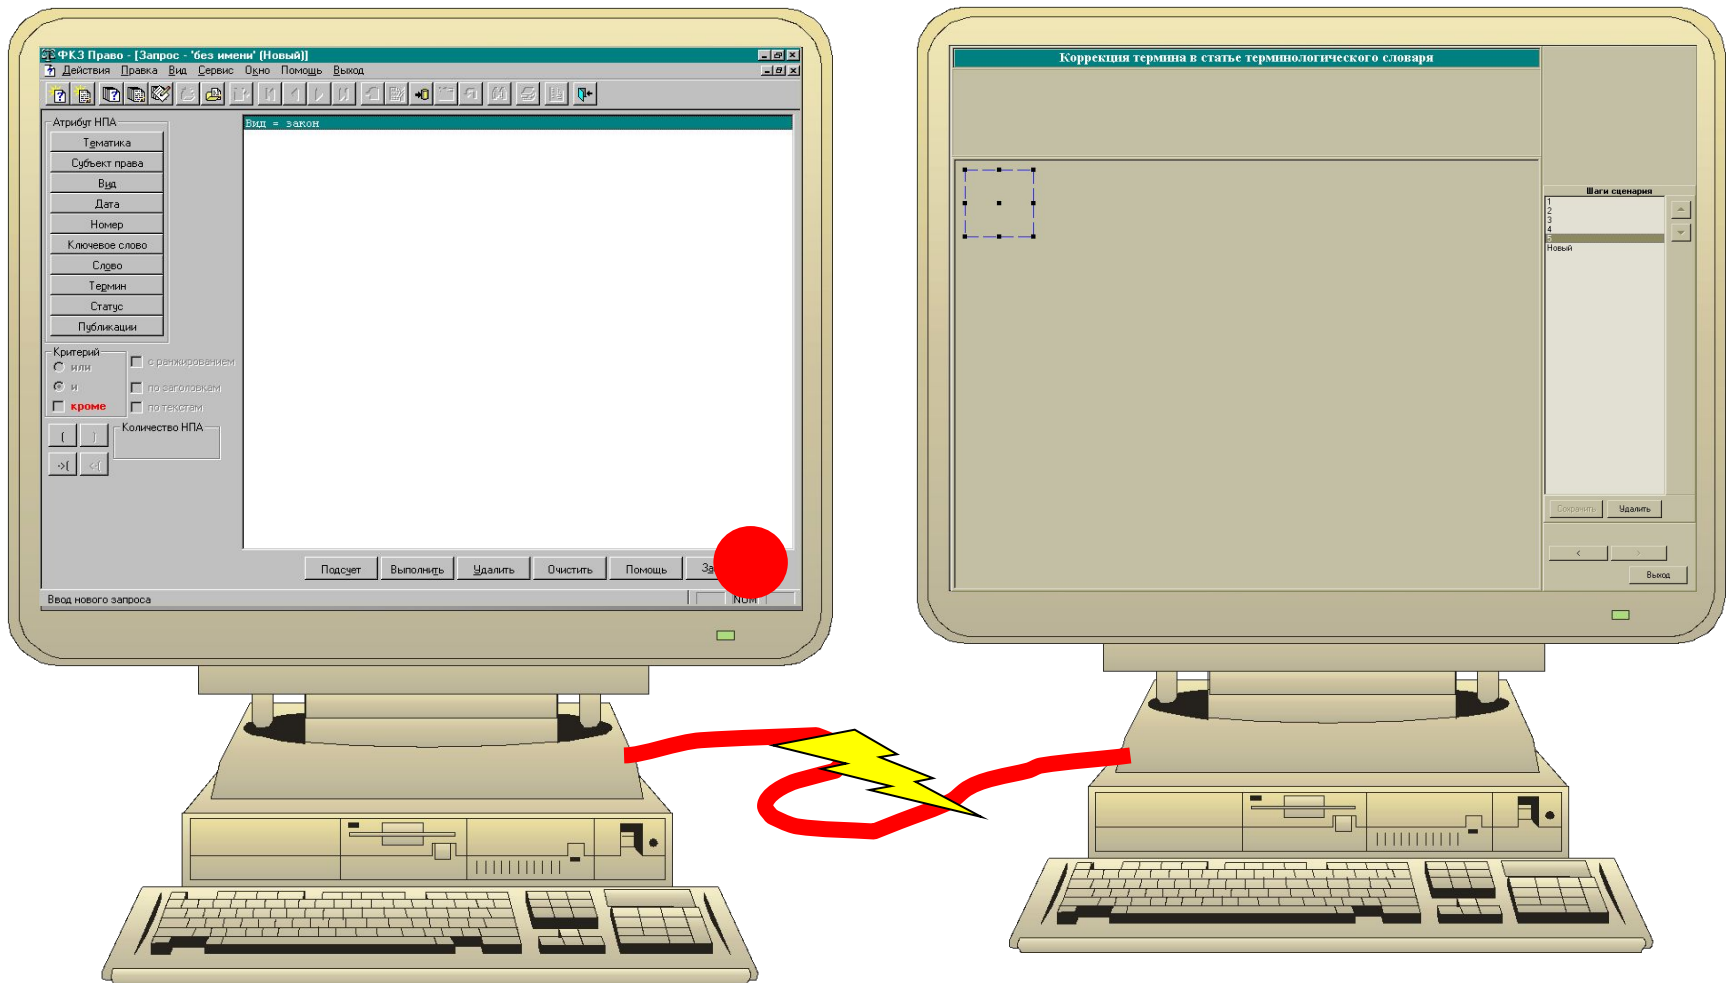 ФКЗ Право - [Запрос - 'без имени' (Новый)]
Действия Правка Вид Сервис Окно Помощь Выход
Атрибут НПА
Тематика
Субъект права
Вид
Дата
Номер
Ключевое слово
Слово
Термин
Статус
Публикации
Критерий
или
и
кроме
с ранжированием
по заголовкам
по текстам
Количество НПА
( )
->( <-(
Вид = закон
Подсчет Выполнить Удалить Очистить Помощь
Ввод нового запроса
NUM
Коррекция термина в статье терминологического словаря
Шаги сценария
1
2
3
4
5
Новый
Сохранить Удалить
< >
Выход